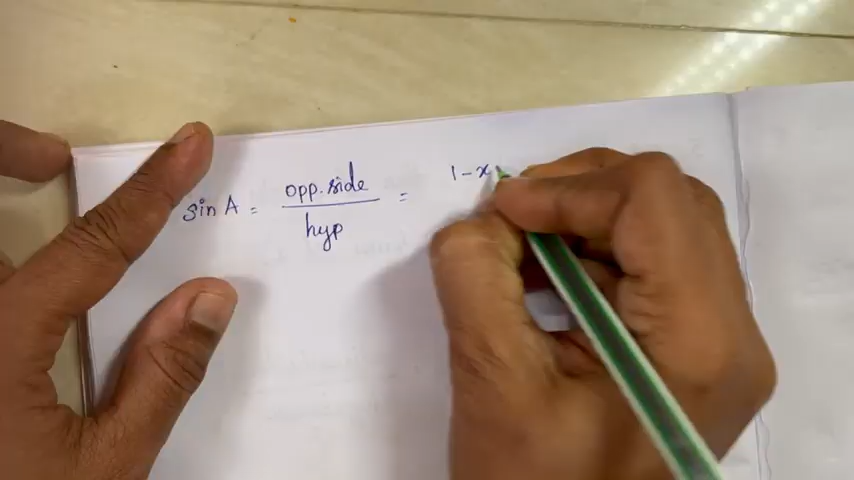 sin A = opp. side / hyp = 1 - x